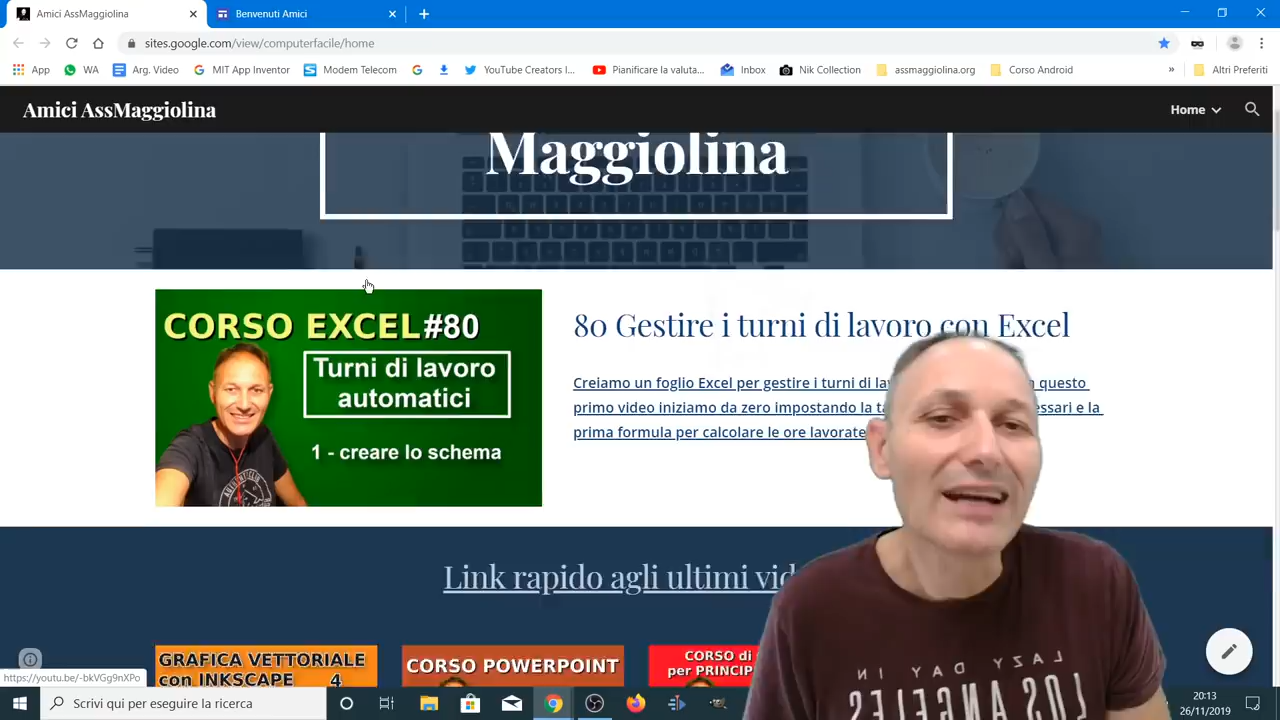 Amici AssMaggiolina
Benvenuti Amici
sites.google.com/view/computerfacile/home
App
WA
Arg. Video
MIT App Inventor
Modem Telecom
YouTube Creators I...
Pianificare la valuta...
Inbox
Nik Collection
assmaggiolina.org
Corso Android
»
Altri Preferiti
Amici AssMaggiolina
Home
Maggiolina
CORSO EXCEL #80
Turni di lavoro
automatici
1 - creare lo schema
80 Gestire i turni di lavoro con Excel
Creiamo un foglio Excel per gestire i turni di questo
primo video iniziamo da zero impostando la e la
prima formula per calcolare le ore lavorate
Link rapido agli ultimi
GRAFICA VETTORIALE
con INKSCAPE 4
CORSO POWERPOINT
CORSO di
per PRINCIP
LAZY DAY IN
LOS ANGELES
https://youtu.be/-bkVGg9nXPo
Scrivi qui per eseguire la ricerca
20:13
26/11/2019